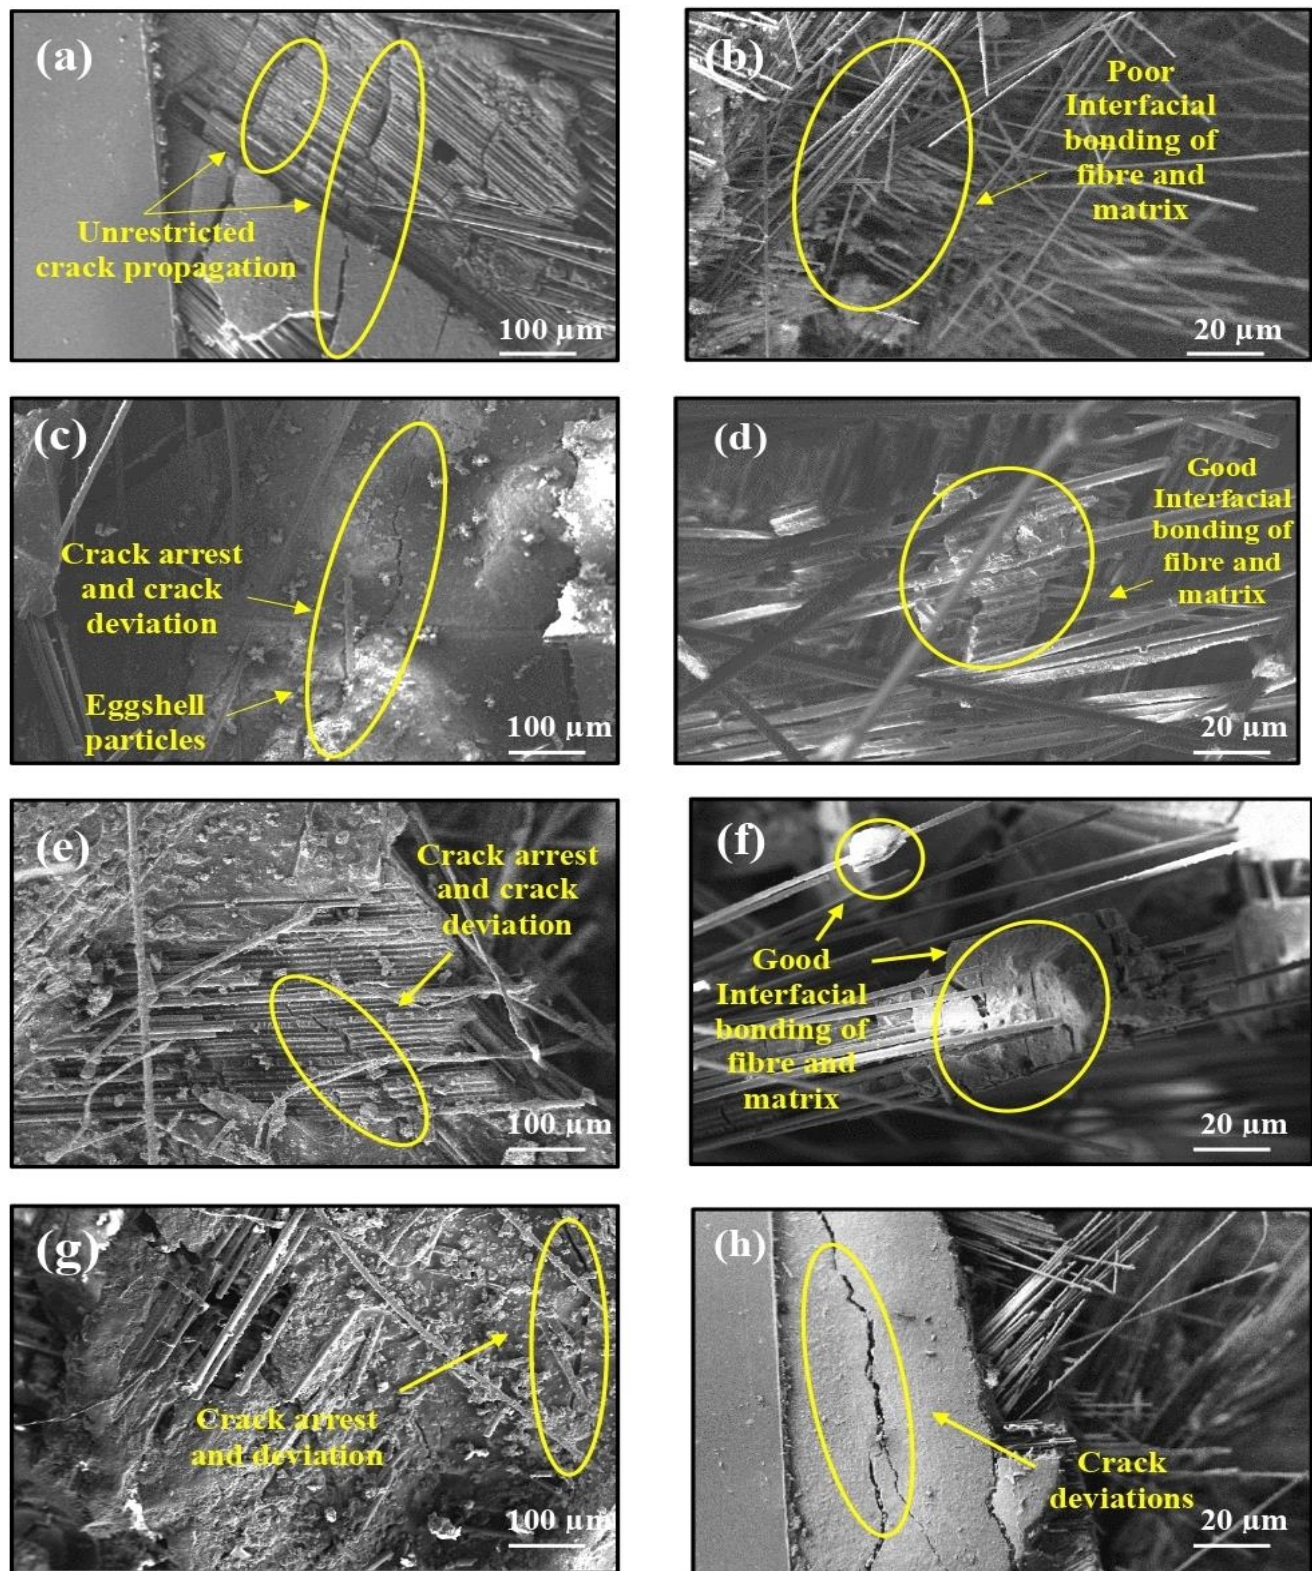 (a)
Unrestricted
crack propagation
100 µm
(b)
Poor
Interfacial
bonding of
fibre and
matrix
20 µm
(c)
Crack arrest
and crack
deviation
Eggshell
particles
100 µm
(d)
Good
Interfacial
bonding of
fibre and
matrix
20 µm
(e)
Crack arrest
and crack
deviation
100 µm
(f)
Good
Interfacial
bonding of
fibre and
matrix
20 µm
(g)
Crack arrest
and deviation
100 µm
(h)
Crack
deviations
20 µm